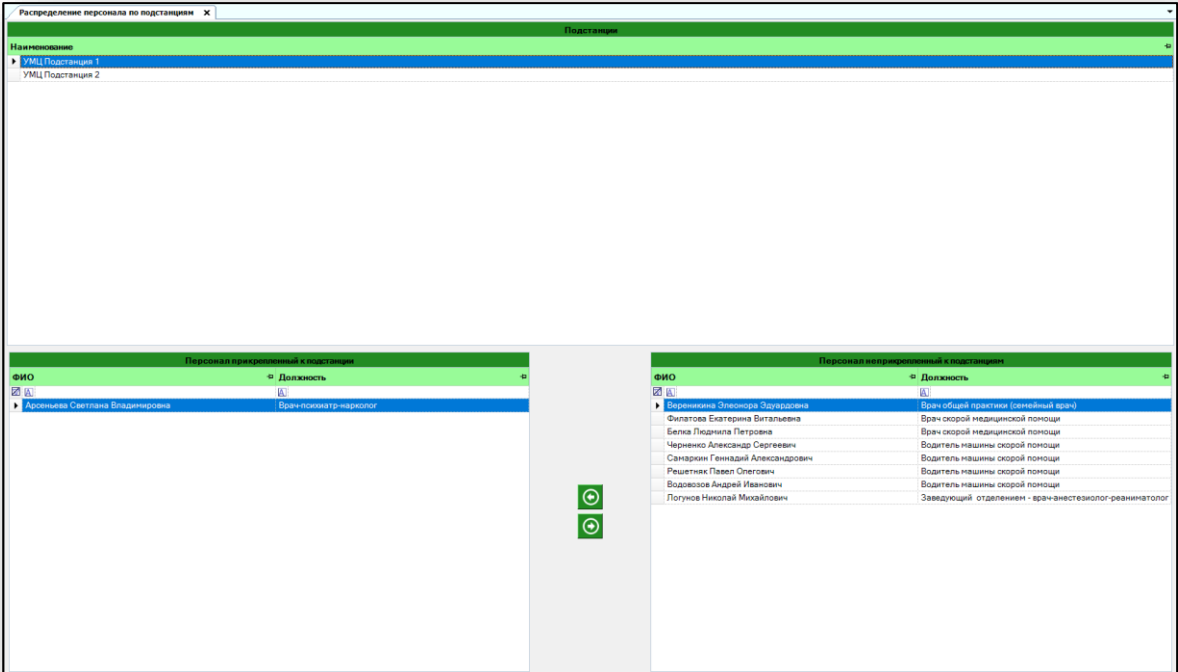 Распределение персонала по подстанциям X
Подстанции
Наименование
УМЦ Подстанция 1
УМЦ Подстанция 2
Персонал прикрепленный к подстанции
ФИО Должность
Арсеньева Светлана Владимировна Врач-психиатр-нарколог
Персонал неприкрепленный к подстанциям
ФИО Должность
Вереникина Элеонора Эдуардовна Врач общей практики (семейный врач)
Филатова Екатерина Витальевна Врач скорой медицинской помощи
Белка Людмила Петровна Врач скорой медицинской помощи
Черненко Александр Сергеевич Водитель машины скорой помощи
Самаркин Геннадий Александрович Водитель машины скорой помощи
Решетняк Павел Олегович Водитель машины скорой помощи
Водовозов Андрей Иванович Водитель машины скорой помощи
Логунов Николай Михайлович Заведующий отделением - врач-анестезиолог-реаниматолог